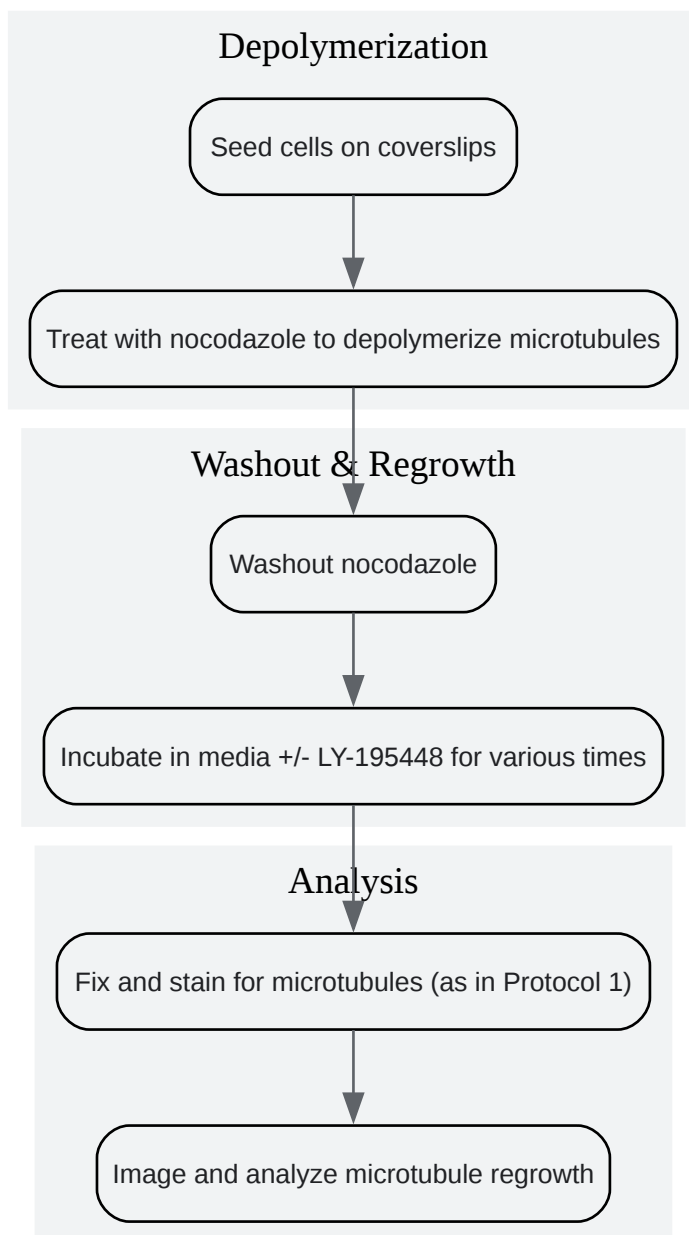 Depolymerization
Seed cells on coverslips
Treat with nocodazole to depolymerize microtubules
Washout & Regrowth
Washout nocodazole
Incubate in media +/- LY-195448 for various times
Analysis
Fix and stain for microtubules (as in Protocol 1)
Image and analyze microtubule regrowth